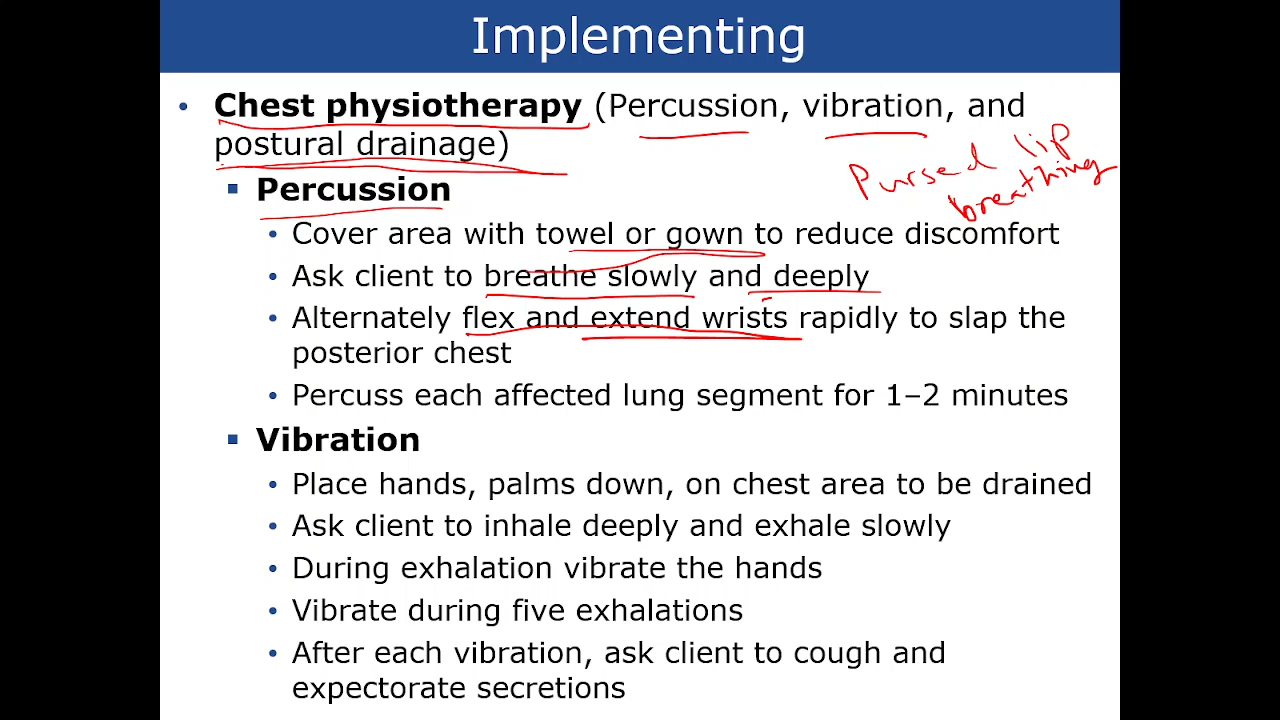 Implementing
• Chest physiotherapy (Percussion, vibration, and
postural drainage)
Pursed lip
breathing
▪ Percussion
• Cover area with towel or gown to reduce discomfort
• Ask client to breathe slowly and deeply
• Alternately flex and extend wrists rapidly to slap the
posterior chest
• Percuss each affected lung segment for 1–2 minutes
▪ Vibration
• Place hands, palms down, on chest area to be drained
• Ask client to inhale deeply and exhale slowly
• During exhalation vibrate the hands
• Vibrate during five exhalations
• After each vibration, ask client to cough and
expectorate secretions